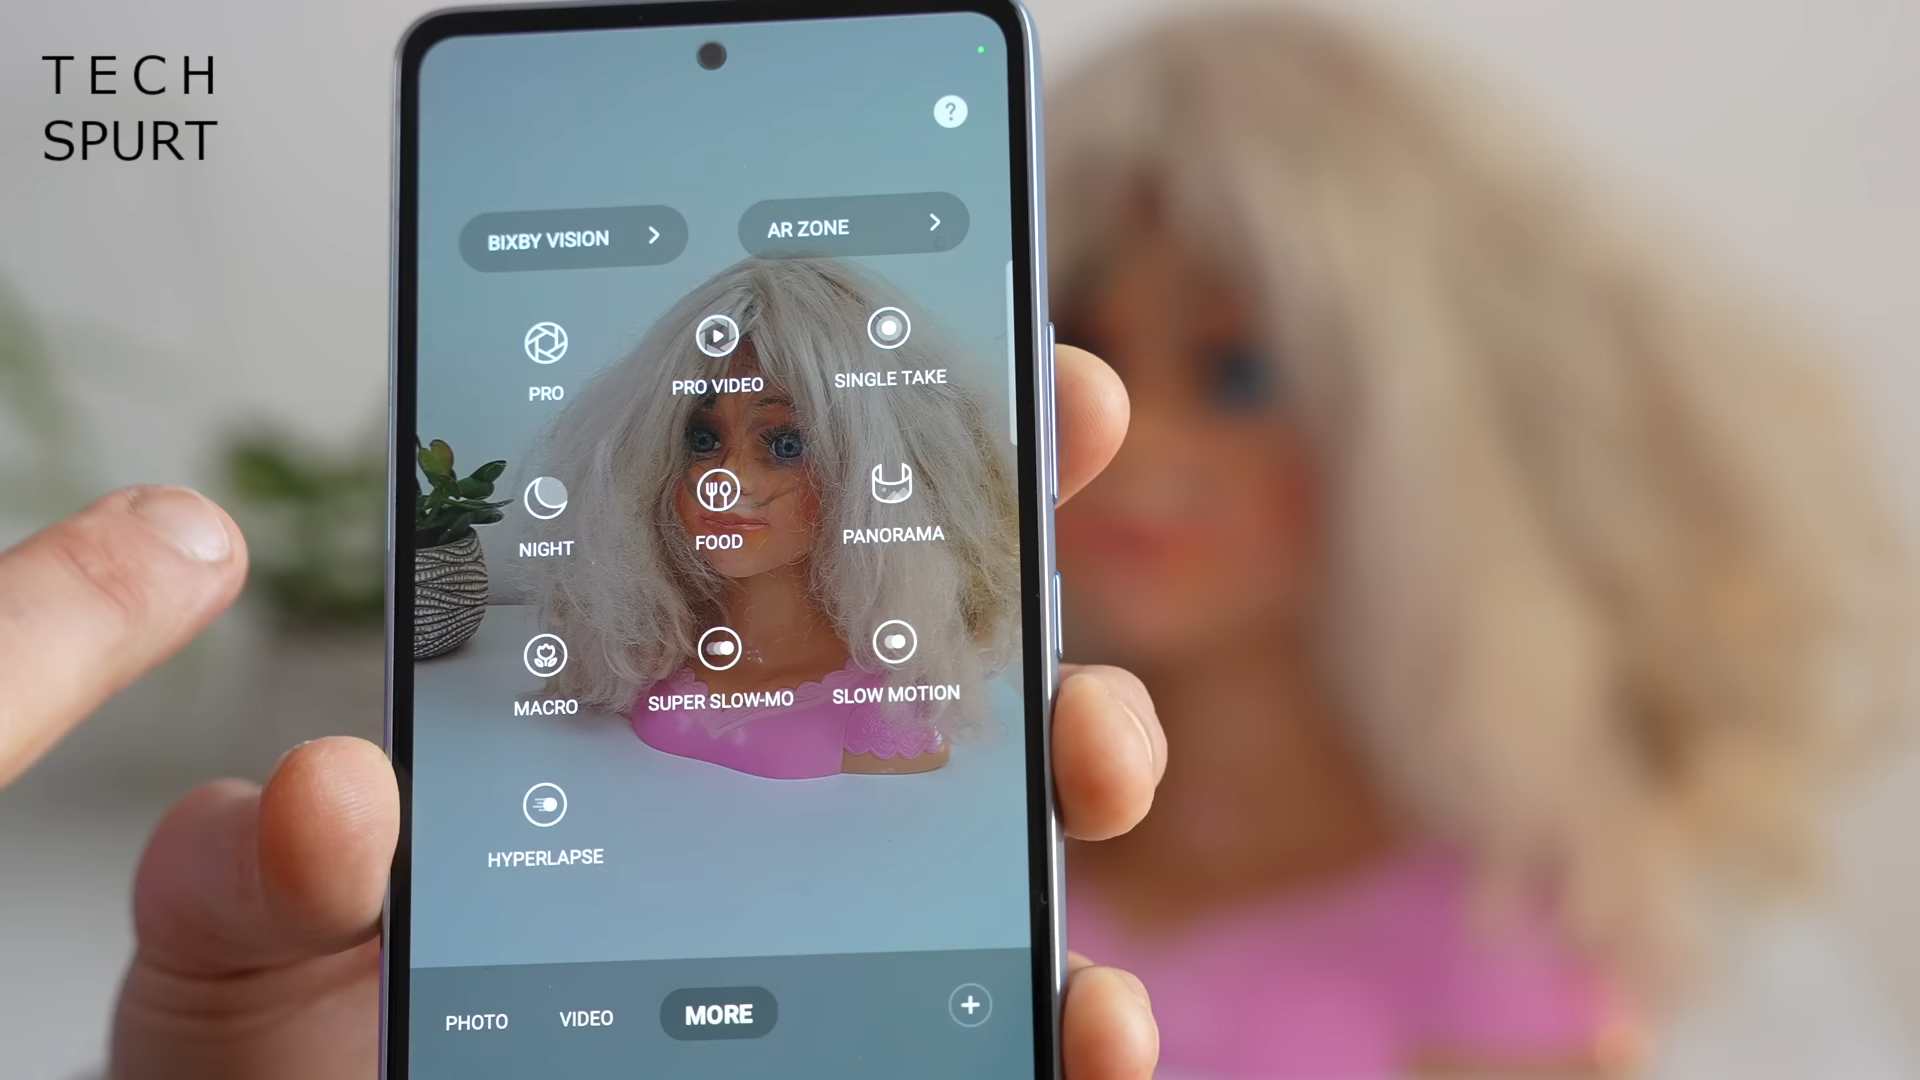 TECH
SPURT
?
BIXBY VISION
AR ZONE
PRO
PRO VIDEO
SINGLE TAKE
NIGHT
FOOD
PANORAMA
MACRO
SUPER SLOW-MO
SLOW MOTION
HYPERLAPSE
PHOTO
VIDEO
MORE
+